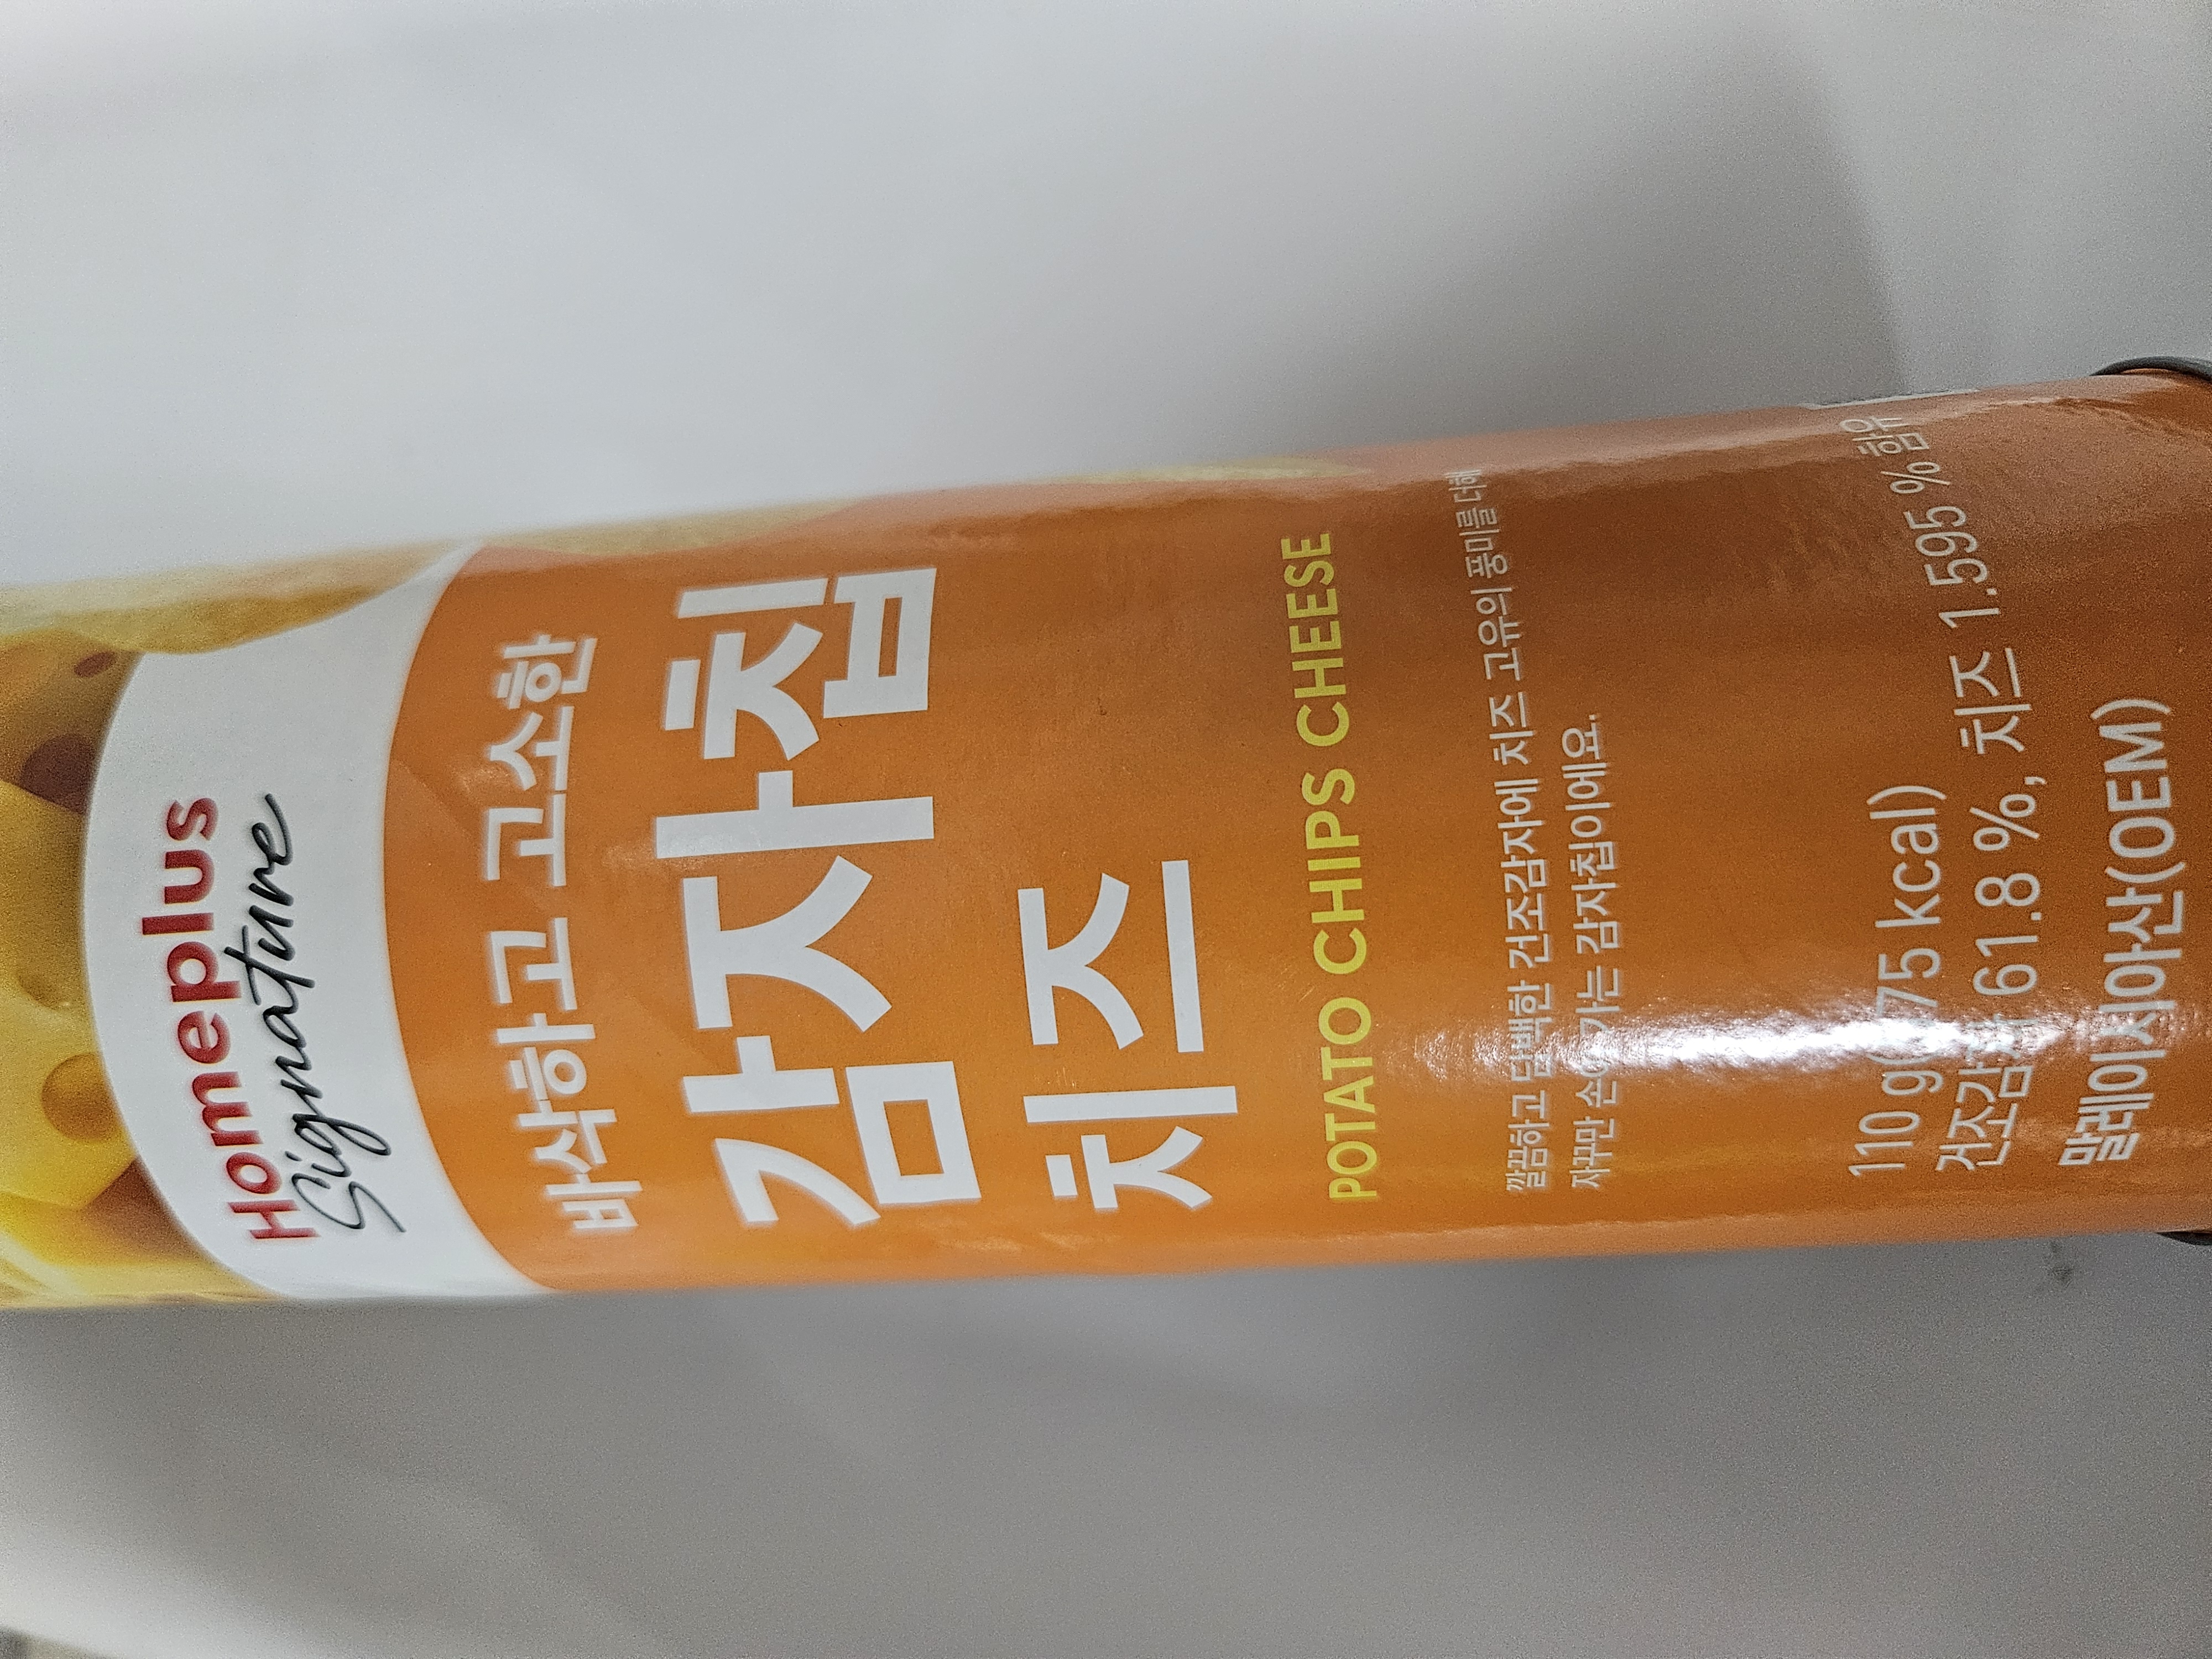 Homeplus
Signature
바삭하고 고소한
감자칩
치즈
POTATO CHIPS CHEESE
깔끔하고 담백한 건조감자에 치즈 고유의 풍미를 더해
자꾸만 손이 가는 감자칩이에요.
110 g( 75 kcal)
건조감자 61.8 %, 치즈 1.595 % 함유
말레이시아산(OEM)